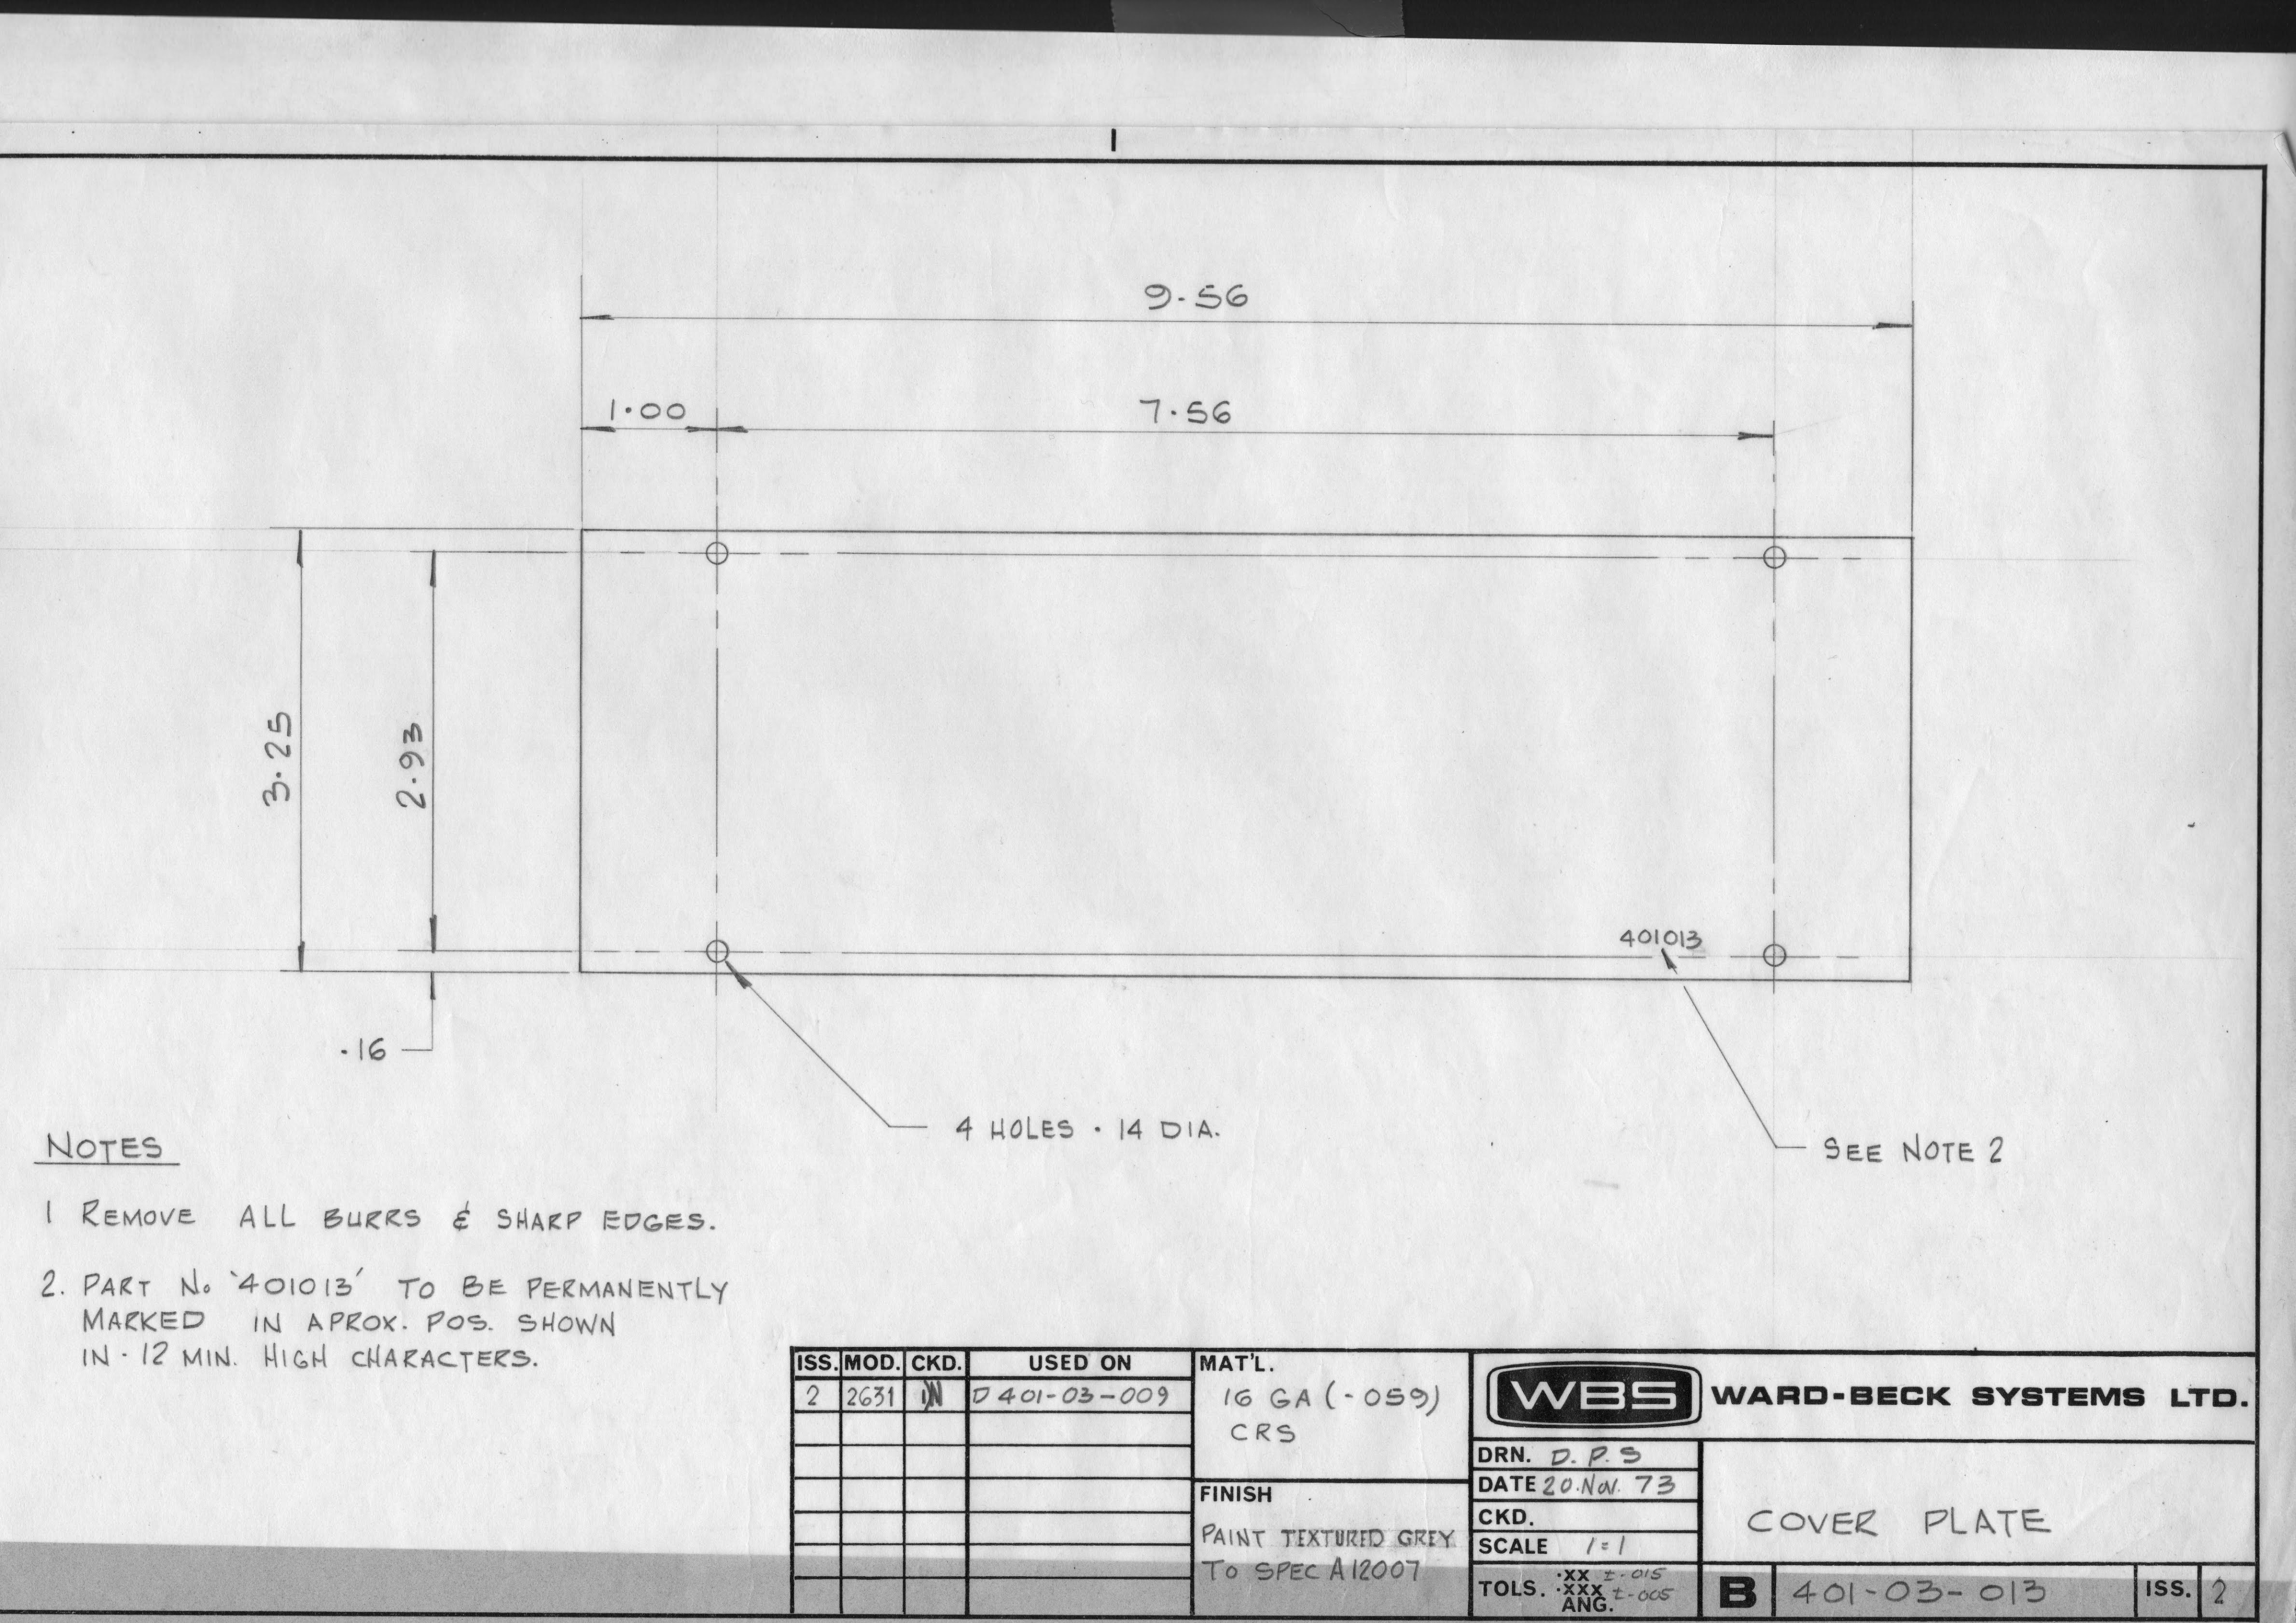 9.56
1.00
7.56
3.25
2.93
.16
401013
4 HOLES .14 DIA.
SEE NOTE 2
NOTES
1 REMOVE ALL BURRS & SHARP EDGES.
2. PART No '401013' TO BE PERMANENTLY
MARKED IN APROX. POS. SHOWN
IN .12 MIN. HIGH CHARACTERS.
ISS. MOD. CKD. USED ON
2 2631 D 401-03-009
MAT'L.
16 GA (.059)
CRS
FINISH
PAINT TEXTURED GREY
TO SPEC A12007
WBS WARD-BECK SYSTEMS LTD.
DRN. D.P.S
DATE 20.Nov. 73
CKD.
SCALE 1=1
TOLS. .XX ±.015
.XXX ±.005
ANG.
COVER PLATE
B 401-03-013 ISS. 2